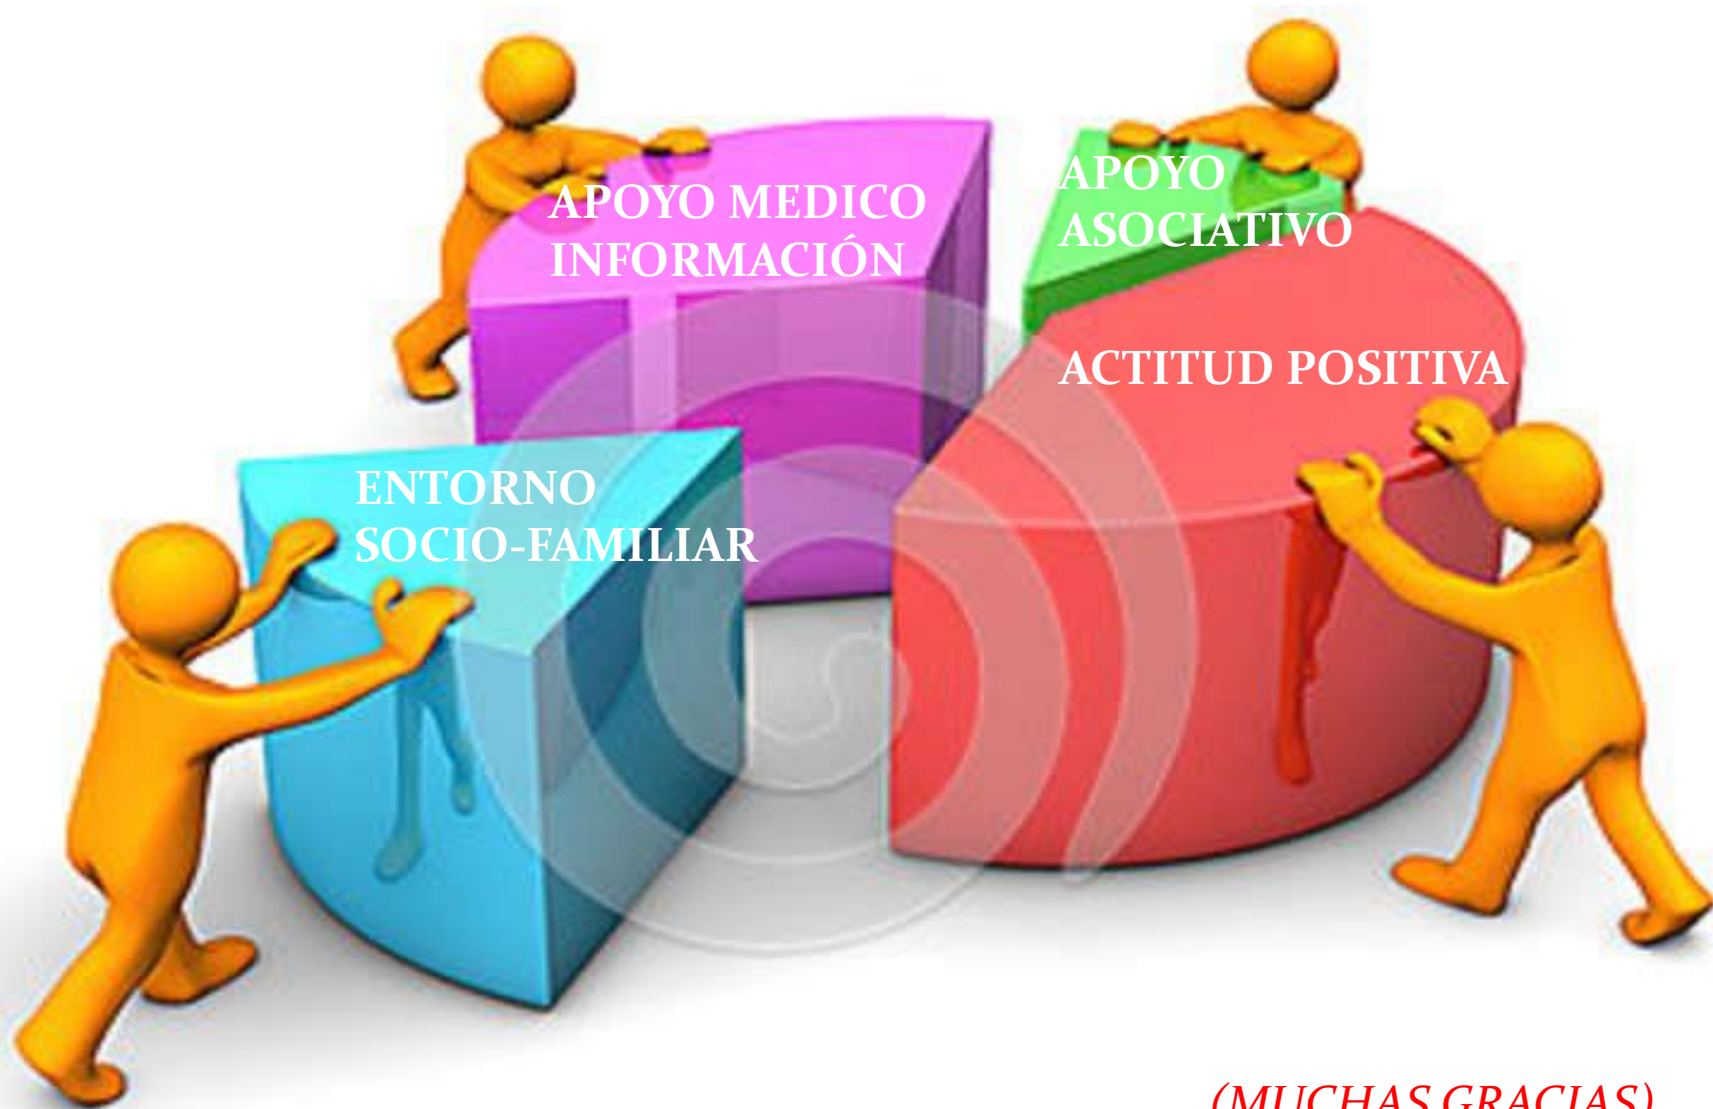 APOYO MEDICO
INFORMACIÓN
APOYO
ASOCIATIVO
ACTITUD POSITIVA
ENTORNO
SOCIO-FAMILIAR
(MUCHAS GRACIAS)